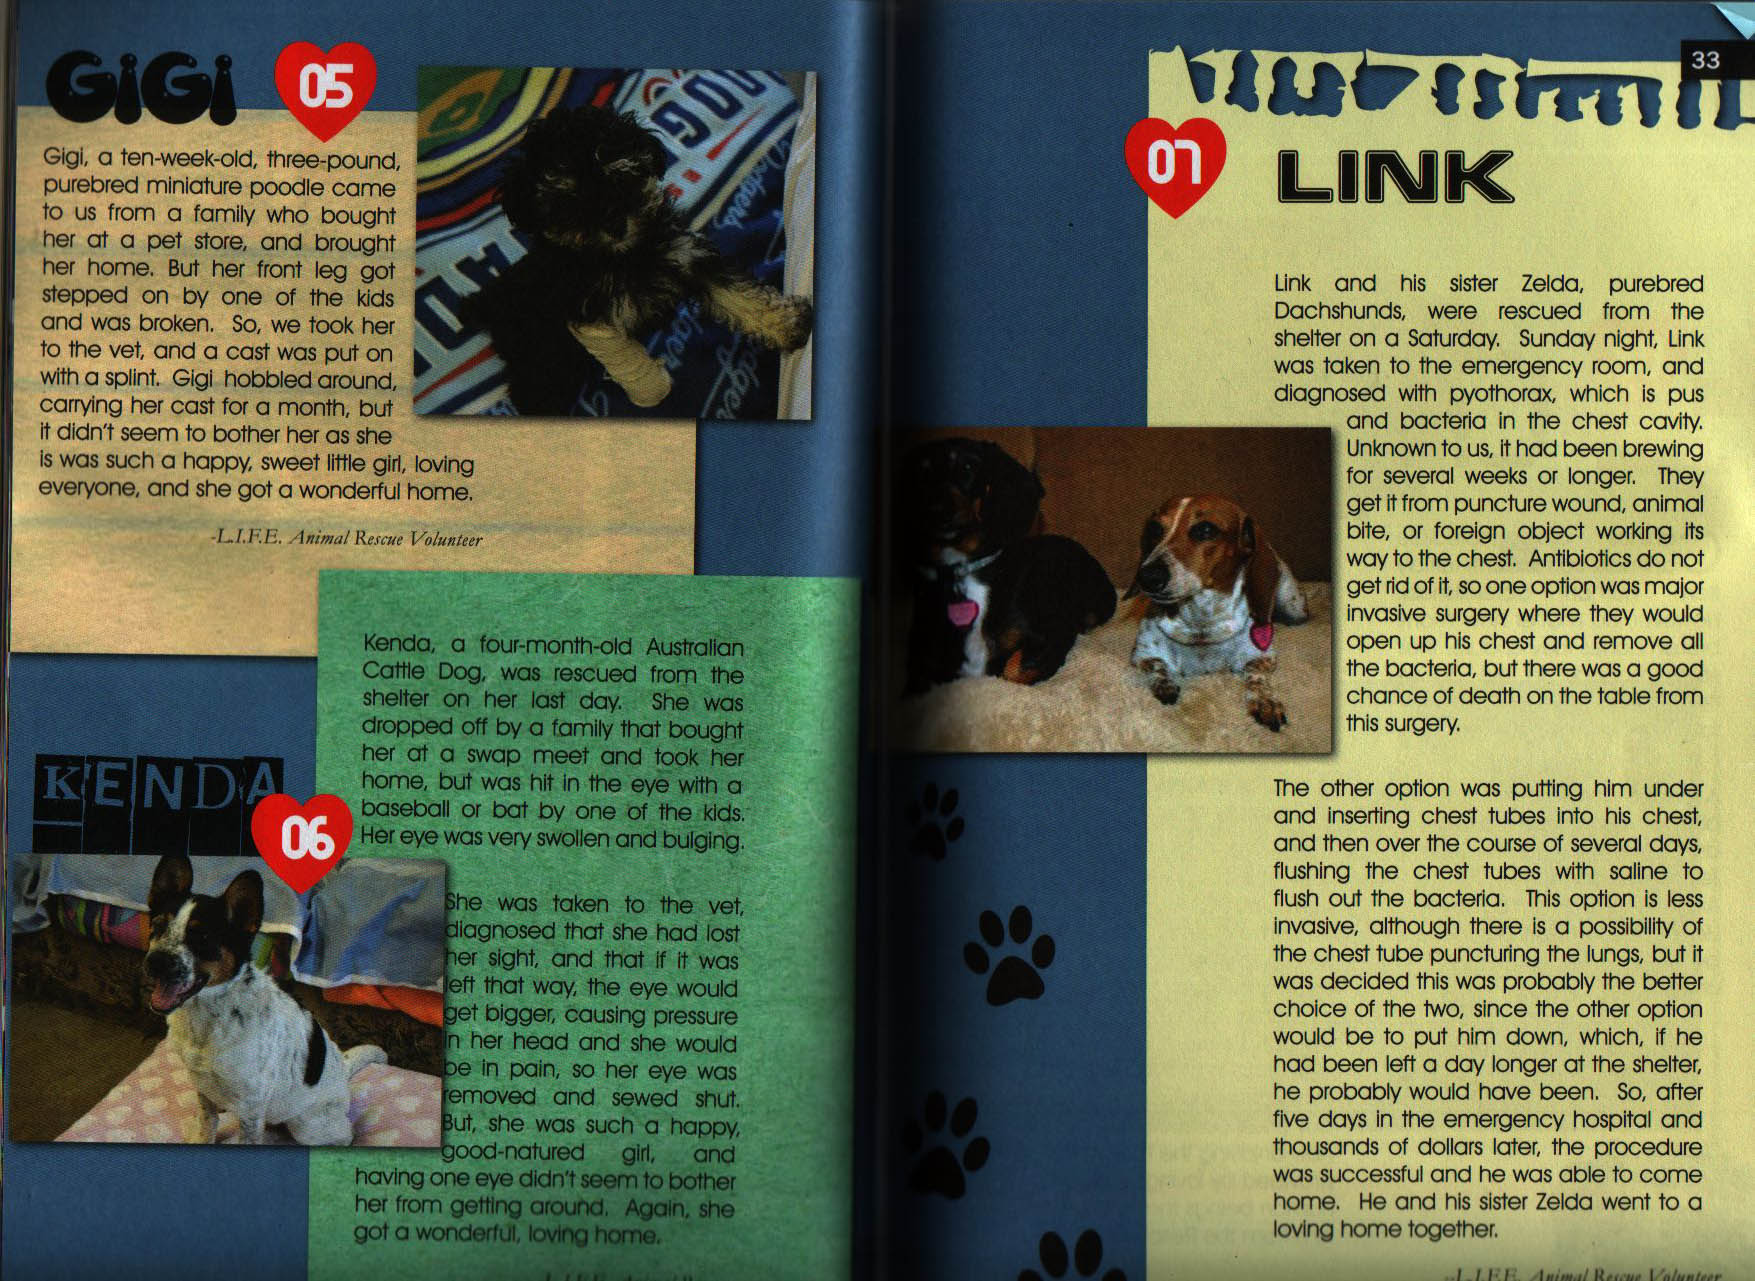 GIGI
05
Gigi, a ten-week-old, three-pound,
purebred miniature poodle came
to us from a family who bought
her at a pet store, and brought
her home. But her front leg got
stepped on by one of the kids
and was broken. So, we took her
to the vet, and a cast was put on
with a splint. Gigi hobbled around,
carrying her cast for a month, but
it didn't seem to bother her as she
is was such a happy, sweet little girl, loving
everyone, and she got a wonderful home.
-L.I.F.E. Animal Rescue Volunteer
DOG
Dodgers
KENDA
06
Kenda, a four-month-old Australian
Cattle Dog, was rescued from the
shelter on her last day. She was
dropped off by a family that bought
her at a swap meet and took her
home, but was hit in the eye with a
baseball or bat by one of the kids.
Her eye was very swollen and bulging.
She was taken to the vet,
diagnosed that she had lost
her sight, and that if it was
left that way, the eye would
get bigger, causing pressure
in her head and she would
be in pain, so her eye was
removed and sewed shut.
But, she was such a happy,
good-natured girl, and
having one eye didn't seem to bother
her from getting around. Again, she
got a wonderful, loving home.
33
07
LINK
Link and his sister Zelda, purebred
Dachshunds, were rescued from the
shelter on a Saturday. Sunday night, Link
was taken to the emergency room, and
diagnosed with pyothorax, which is pus
and bacteria in the chest cavity.
Unknown to us, it had been brewing
for several weeks or longer. They
get it from puncture wound, animal
bite, or foreign object working its
way to the chest. Antibiotics do not
get rid of it, so one option was major
invasive surgery where they would
open up his chest and remove all
the bacteria, but there was a good
chance of death on the table from
this surgery.
The other option was putting him under
and inserting chest tubes into his chest,
and then over the course of several days,
flushing the chest tubes with saline to
flush out the bacteria. This option is less
invasive, although there is a possibility of
the chest tube puncturing the lungs, but it
was decided this was probably the better
choice of the two, since the other option
would be to put him down, which, if he
had been left a day longer at the shelter,
he probably would have been. So, after
five days in the emergency hospital and
thousands of dollars later, the procedure
was successful and he was able to come
home. He and his sister Zelda went to a
loving home together.
-L.I.F.E. Animal Rescue Volunteer